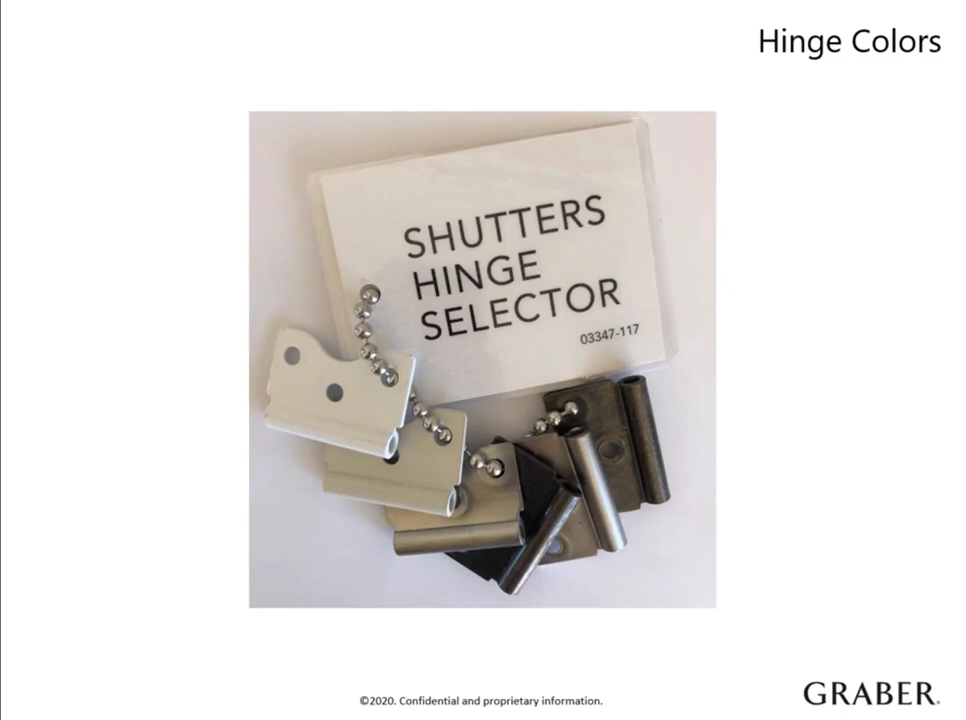 Hinge Colors
SHUTTERS
HINGE
SELECTOR
03347-117
©2020. Confidential and proprietary information.
GRABER.